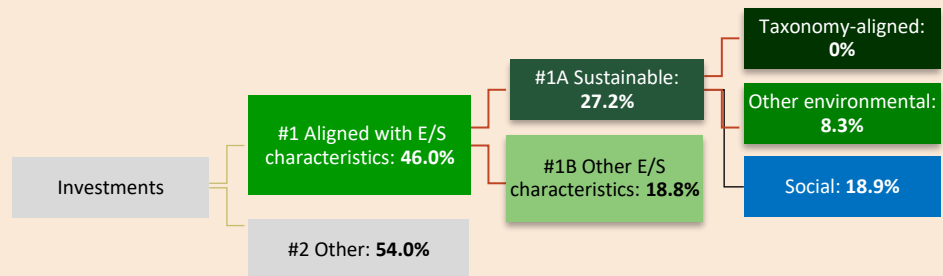 Investments
#1 Aligned with E/S
characteristics: 46.0%
#2 Other: 54.0%
#1A Sustainable:
27.2%
#1B Other E/S
characteristics: 18.8%
Taxonomy-aligned:
0%
Other environmental:
8.3%
Social: 18.9%